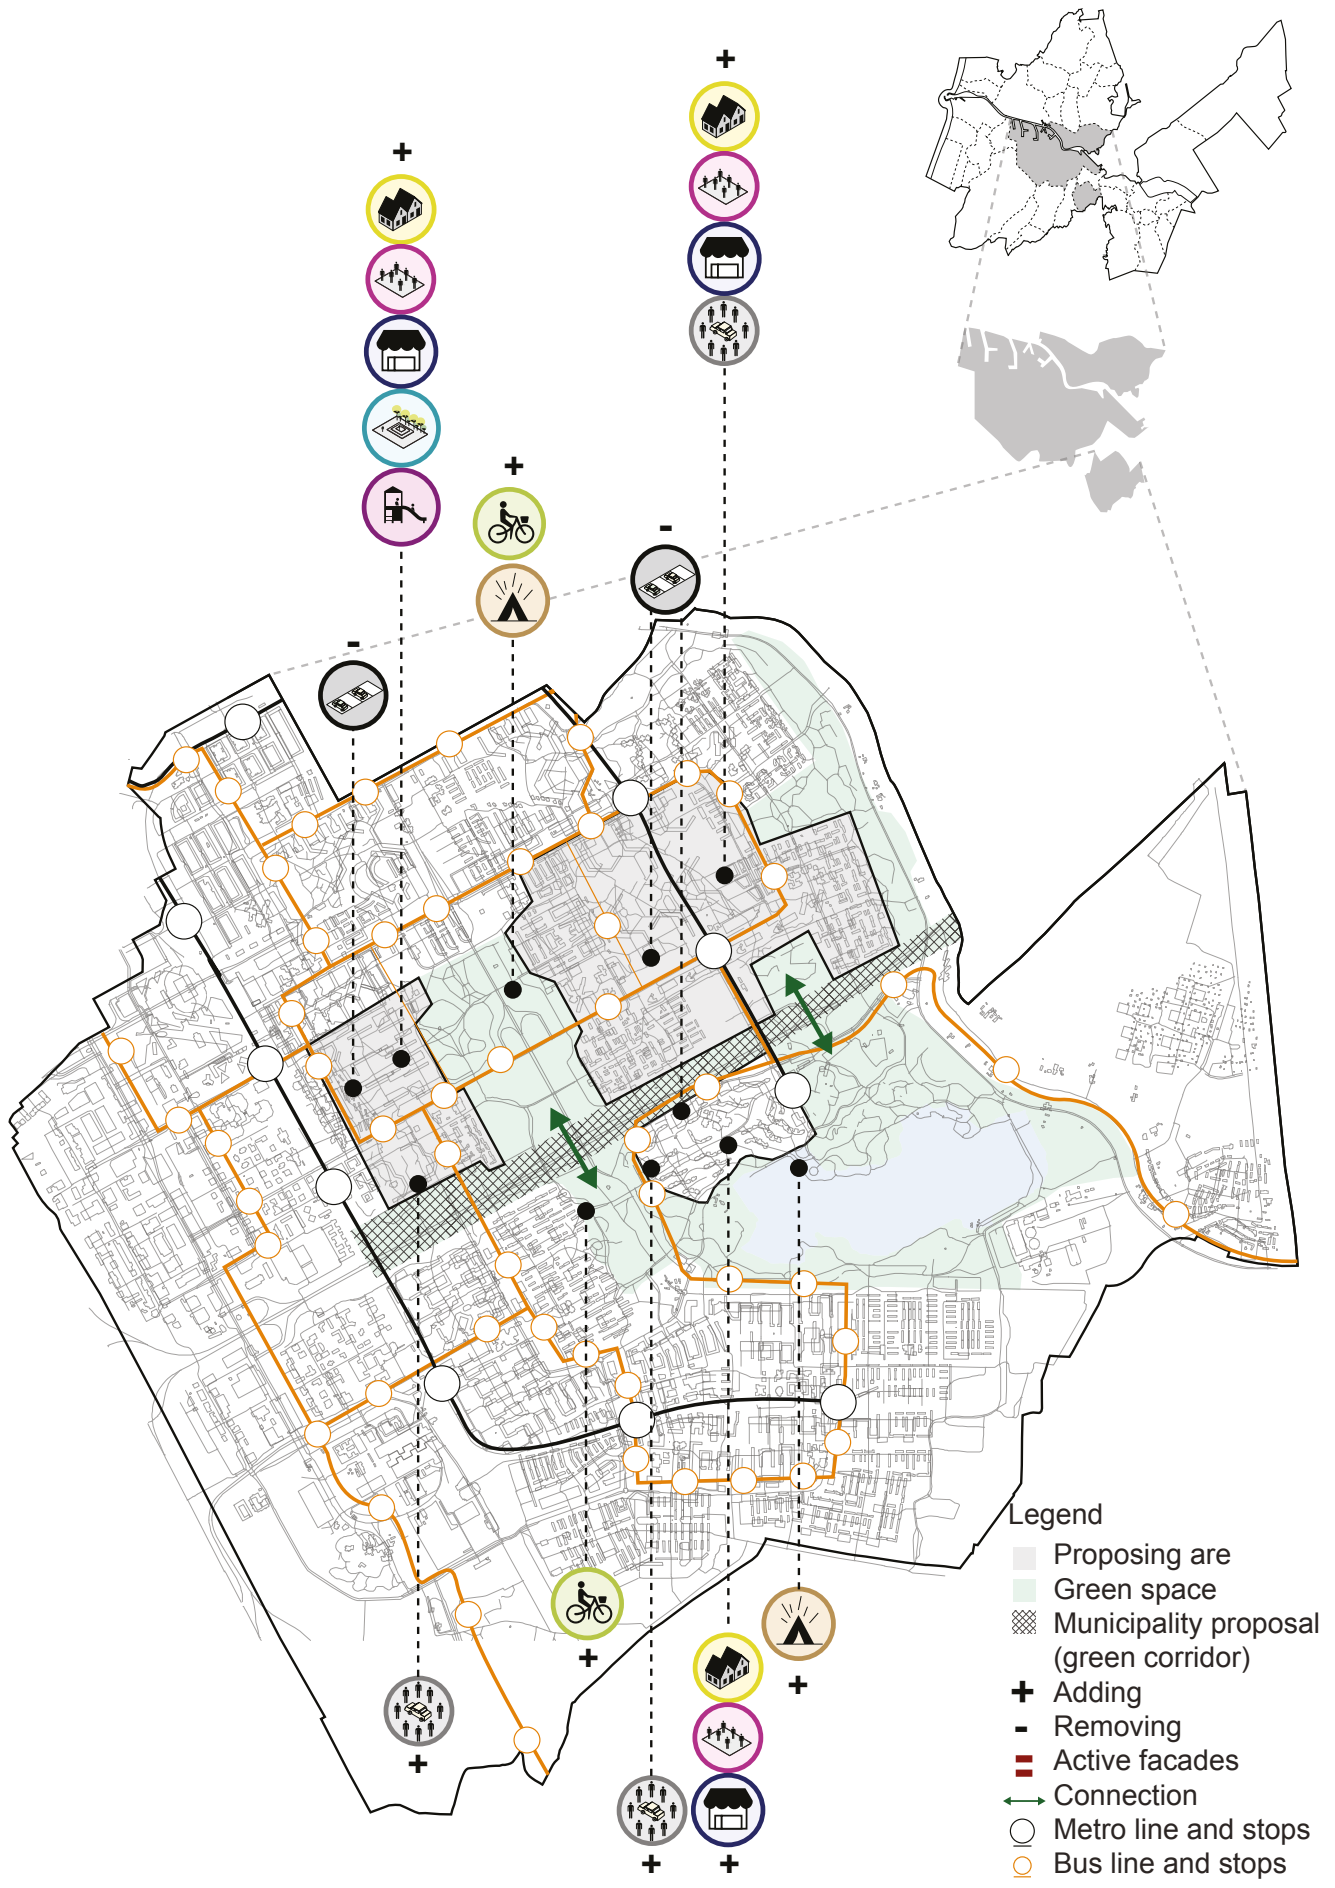 +
+
+
-
-
Legend
Proposing are
Green space
Municipality proposal
(green corridor)
+ Adding
- Removing
Active facades
Connection
Metro line and stops
Bus line and stops
+
+
+
+
+